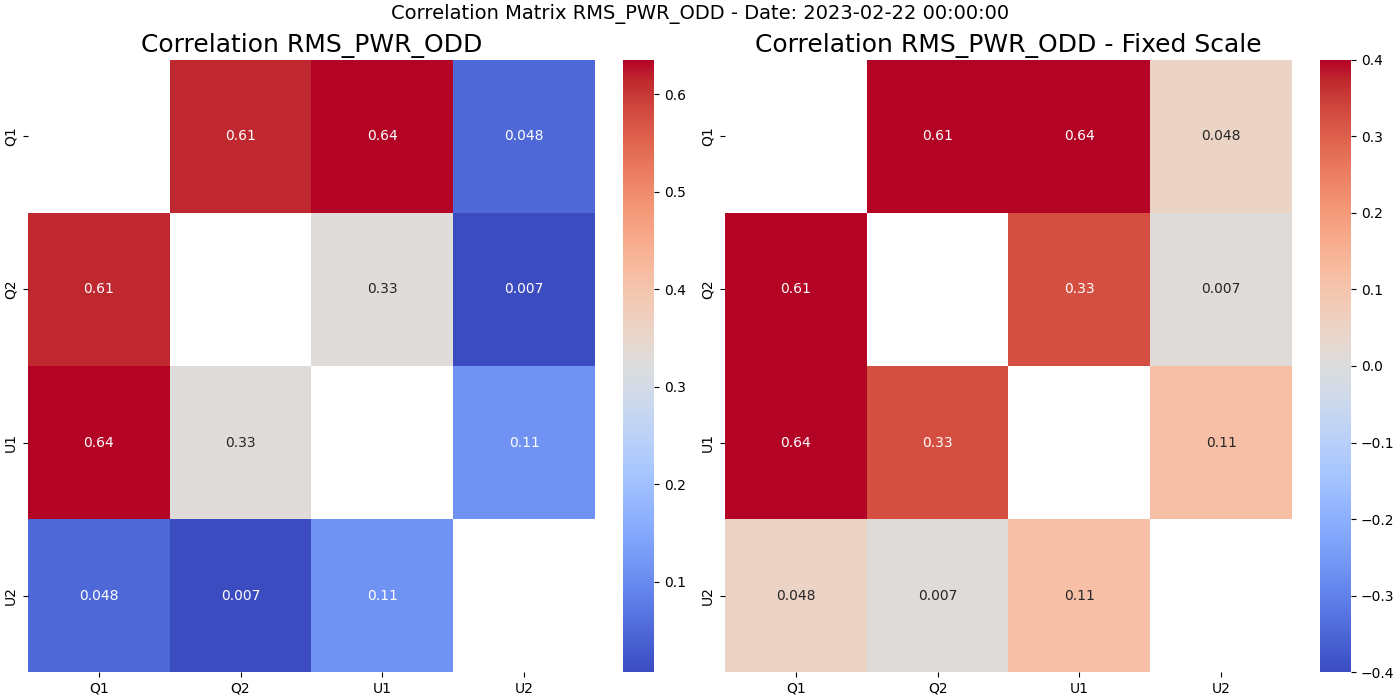 Correlation Matrix RMS_PWR_ODD - Date: 2023-02-22 00:00:00
Correlation RMS_PWR_ODD
Q1
0.61
0.64
0.048
Q2
0.61
0.33
0.007
U1
0.64
0.33
0.11
U2
0.048
0.007
0.11
Q1
Q2
U1
U2
0.6
0.5
0.4
0.3
0.2
0.1
Correlation RMS_PWR_ODD - Fixed Scale
Q1
0.61
0.64
0.048
Q2
0.61
0.33
0.007
U1
0.64
0.33
0.11
U2
0.048
0.007
0.11
Q1
Q2
U1
U2
0.4
0.3
0.2
0.1
0.0
−0.1
−0.2
−0.3
−0.4